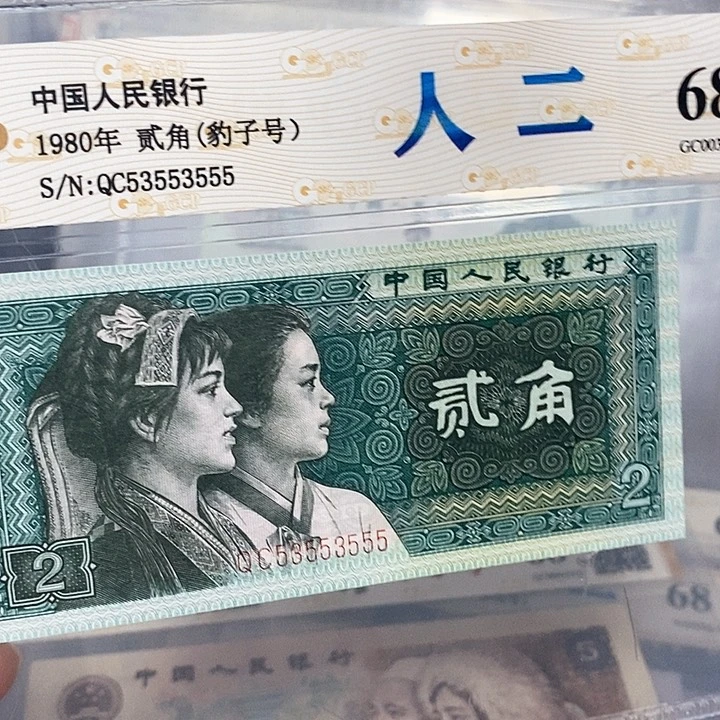 中国人民银行
1980年 贰角(豹子号)
S/N:QC53553555
人二
68
GC003
中国人民银行
贰角
2
2
QC53553555
68
中国人民银行
5